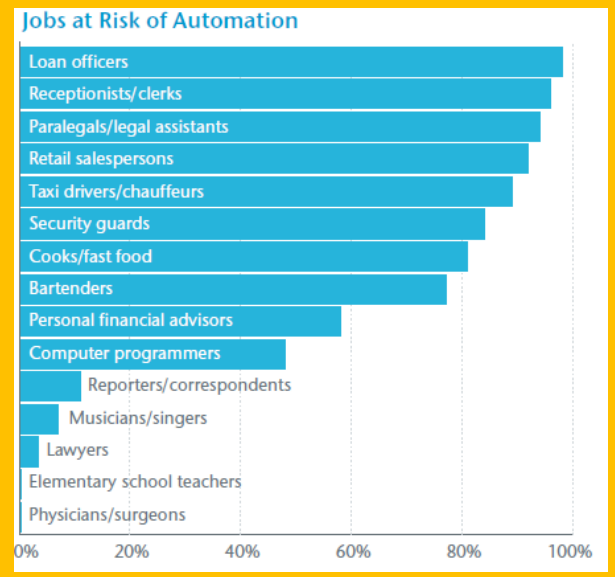 Jobs at Risk of Automation
Loan officers
Receptionists/clerks
Paralegals/legal assistants
Retail salespersons
Taxi drivers/chauffeurs
Security guards
Cooks/fast food
Bartenders
Personal financial advisors
Computer programmers
Reporters/correspondents
Musicians/singers
Lawyers
Elementary school teachers
Physicians/surgeons
0% 20% 40% 60% 80% 100%